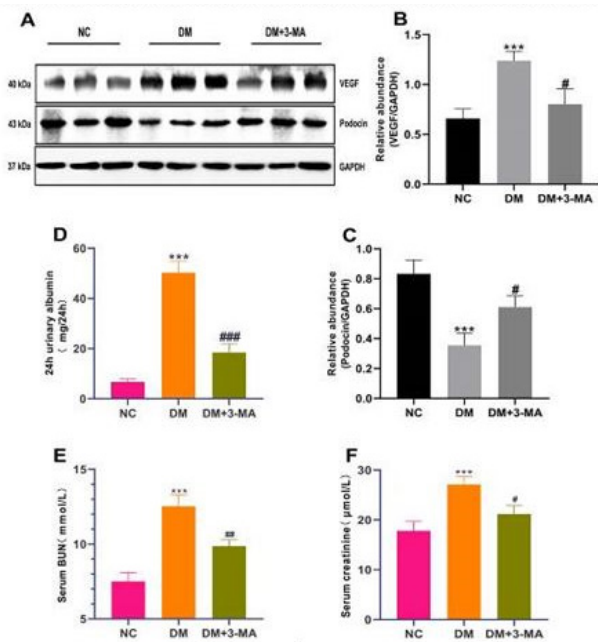 A
NC DM DM+3-MA
40 kDa VEGF
43 kDa Podocin
37 kDa GAPDH
B
Relative abundance
(VEGF/GAPDH)
1.5
1.0
0.5
0.0
***
#
NC DM DM+3-MA
D
24h urinary albumin
( mg/24h)
60
40
20
0
***
###
NC DM DM+3-MA
C
Relative abundance
(Podocin/GAPDH)
1.0
0.8
0.6
0.4
0.2
0.0
***
#
NC DM DM+3-MA
E
Serum BUN( mmol/L)
15
10
5
***
##
NC DM DM+3-MA
F
Serum creatinine( μmol/L)
30
20
10
0
***
#
NC DM DM+3-MA